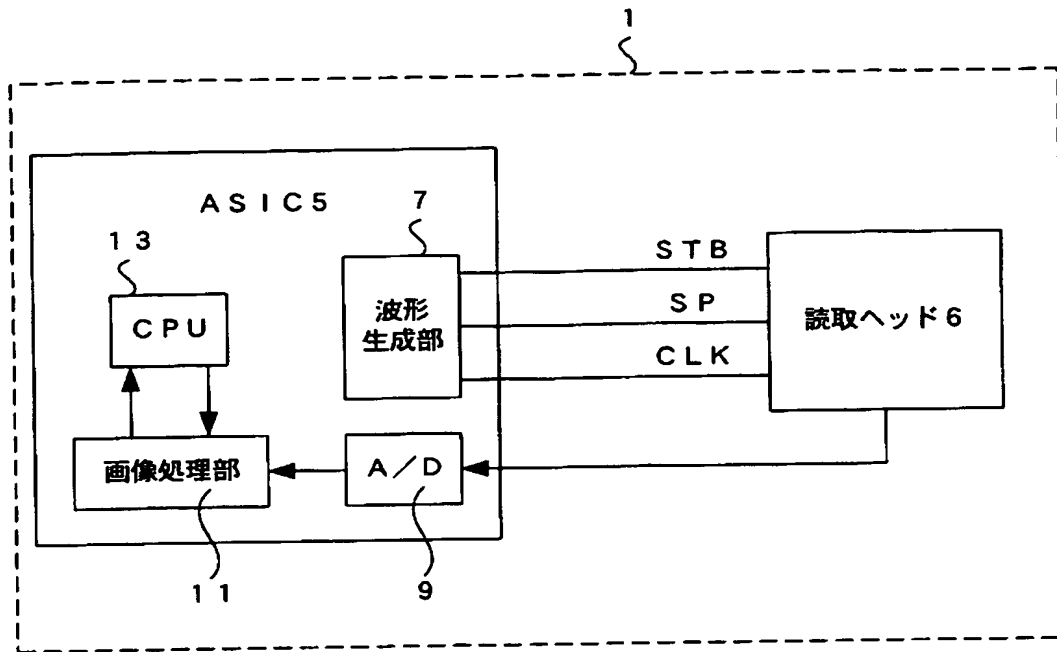 1
ASIC5
7
13
STB
CPU
波形
生成部
SP
読取ヘッド6
CLK
画像処理部
A/D
11
9